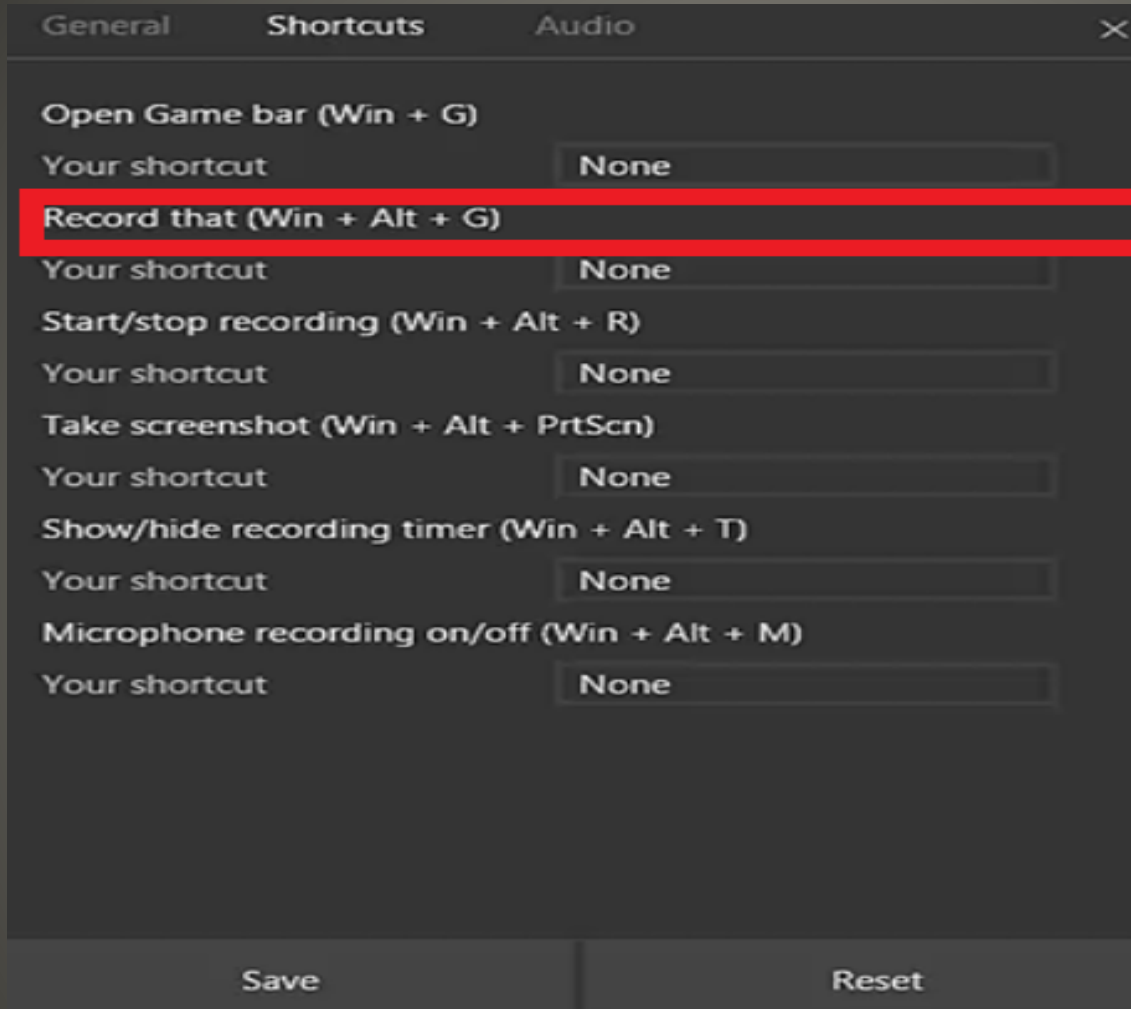 General Shortcuts Audio
Open Game bar (Win + G)
Your shortcut None
Record that (Win + Alt + G)
Your shortcut None
Start/stop recording (Win + Alt + R)
Your shortcut None
Take screenshot (Win + Alt + PrtScn)
Your shortcut None
Show/hide recording timer (Win + Alt + T)
Your shortcut None
Microphone recording on/off (Win + Alt + M)
Your shortcut None
Save Reset